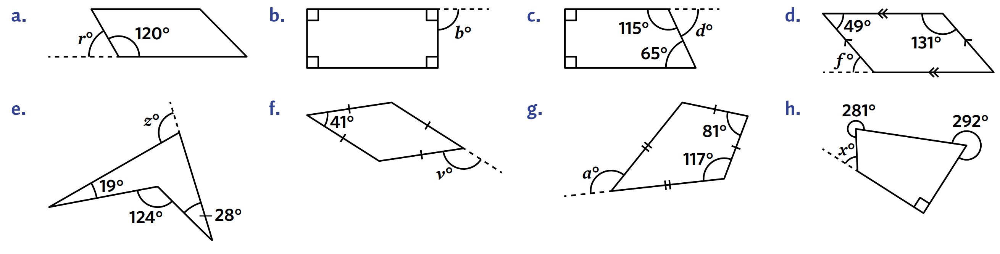 a. r° 120°
b. b°
c. 115° d° 65°
d. 49° 131° f°
e. z° 19° 124° 28°
f. 41° v°
g. 81° 117° a°
h. 281° 292° x°